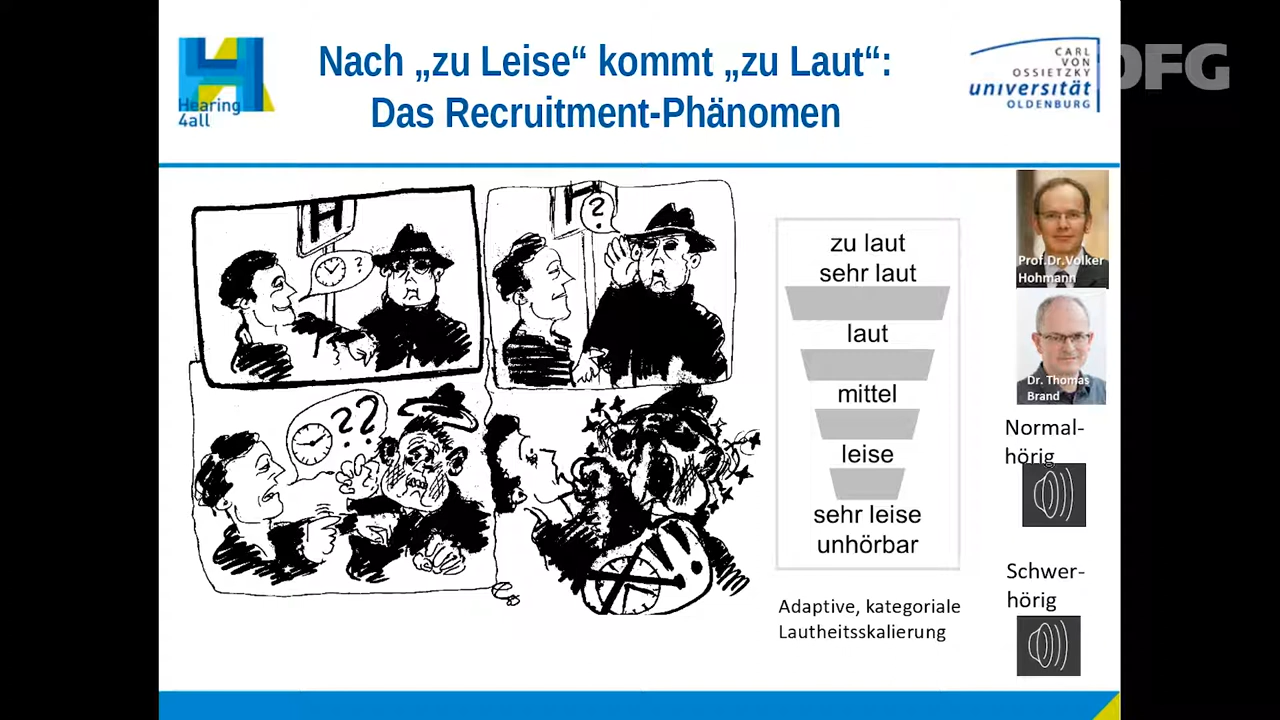 Nach „zu Leise“ kommt „zu Laut“:
Das Recruitment-Phänomen
Hearing
4all
CARL
VON
OSSIETZKY
universität
OLDENBURG
DFG
H
?
H
?
??
!
zu laut
sehr laut
laut
mittel
leise
sehr leise
unhörbar
Adaptive, kategoriale
Lautheitsskalierung
Prof.Dr.Volker
Hohmann
Dr. Thomas
Brand
Normal-
hörig
Schwer-
hörig